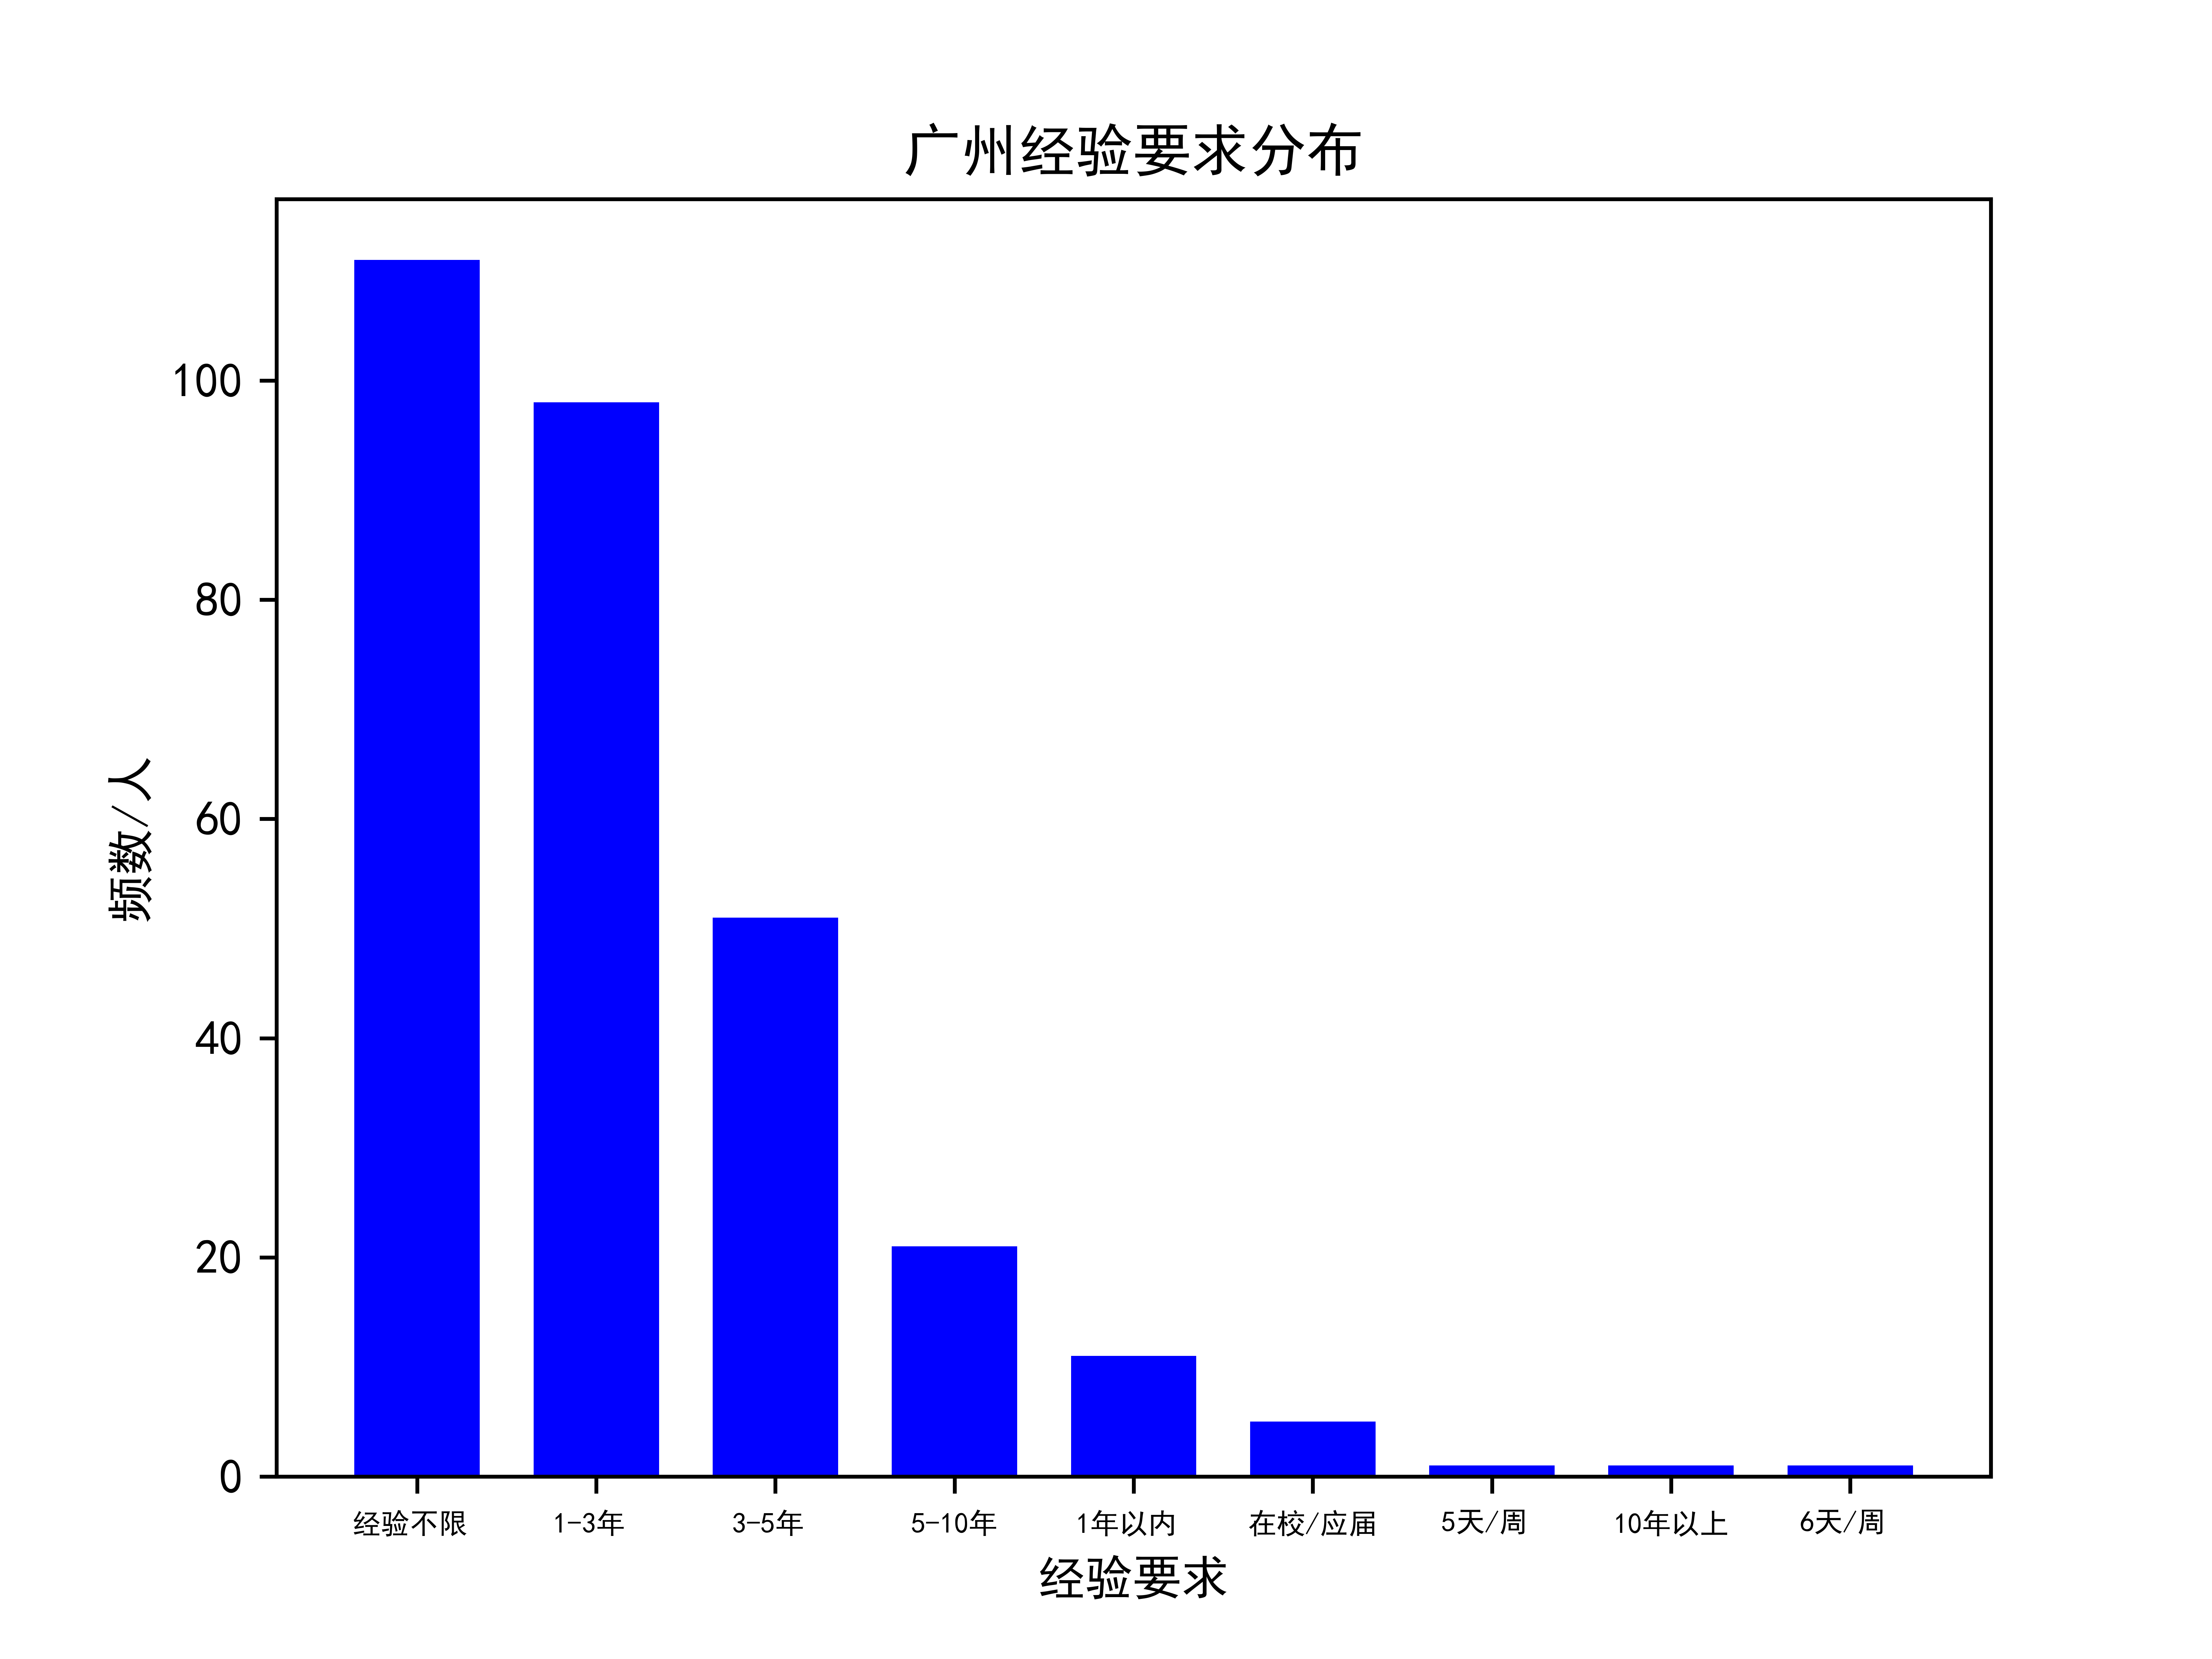 广州经验要求分布
频数/人
100
80
60
40
20
0
经验不限 1-3年 3-5年 5-10年 1年以内 在校/应届 5天/周 10年以上 6天/周
经验要求